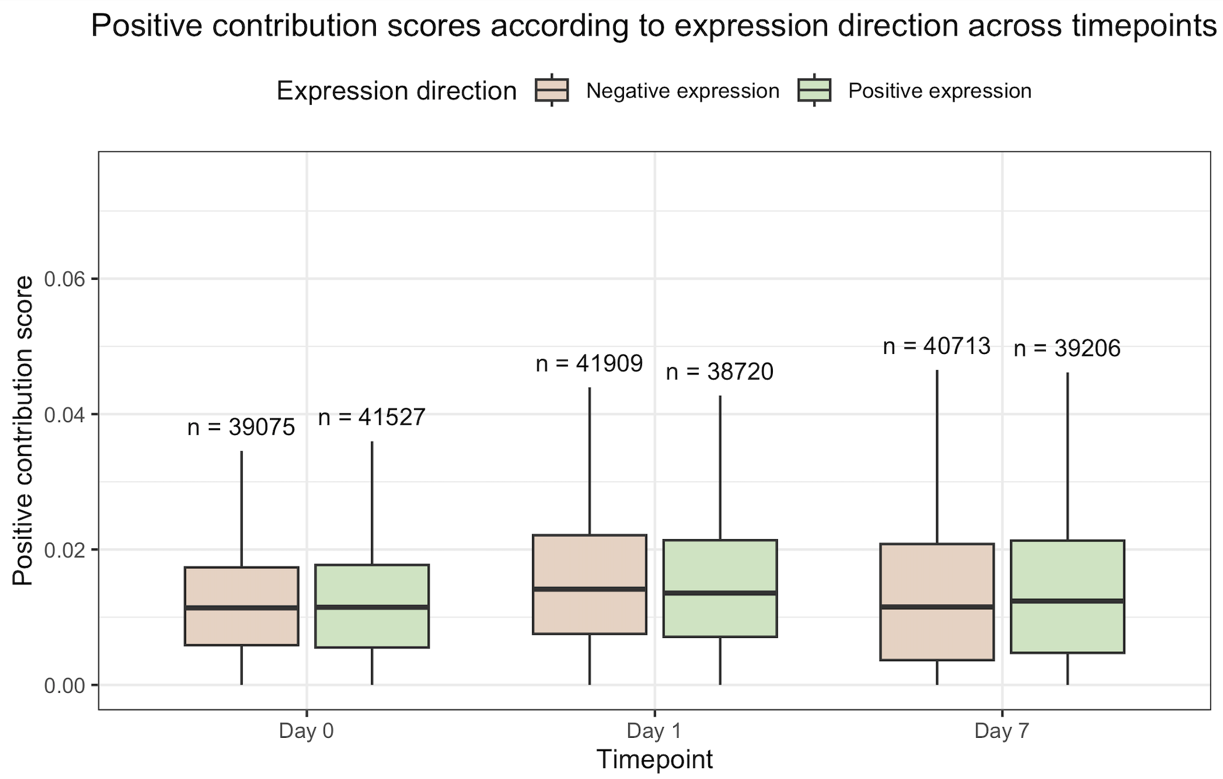 Positive contribution scores according to expression direction across timepoints
Expression direction Negative expression Positive expression
Positive contribution score
0.06
0.04
0.02
0.00
n = 39075
n = 41527
n = 41909
n = 38720
n = 40713
n = 39206
Day 0 Day 1 Day 7
Timepoint